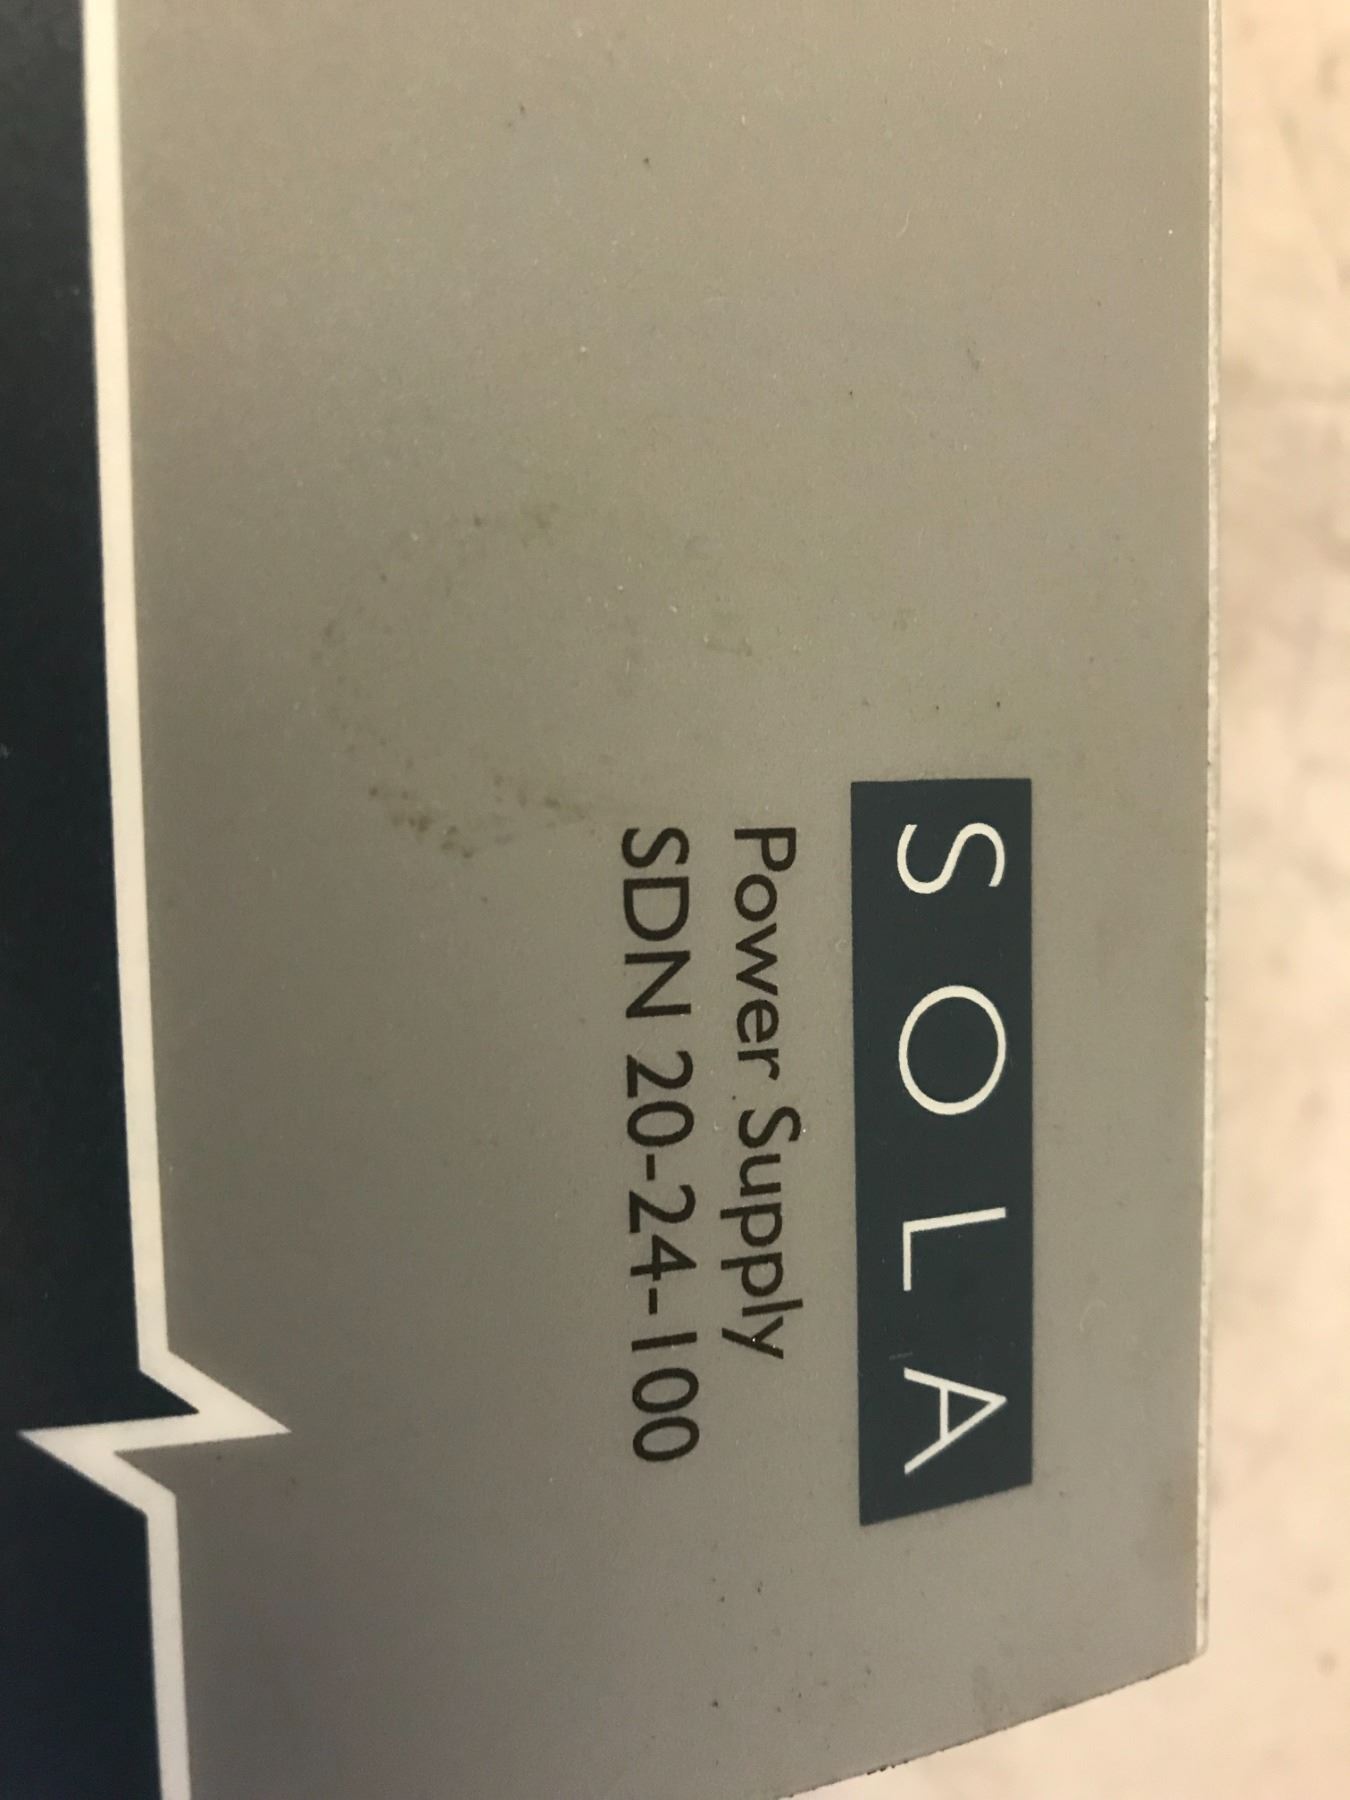 SOLA
Power Supply
SDN 20-24-100